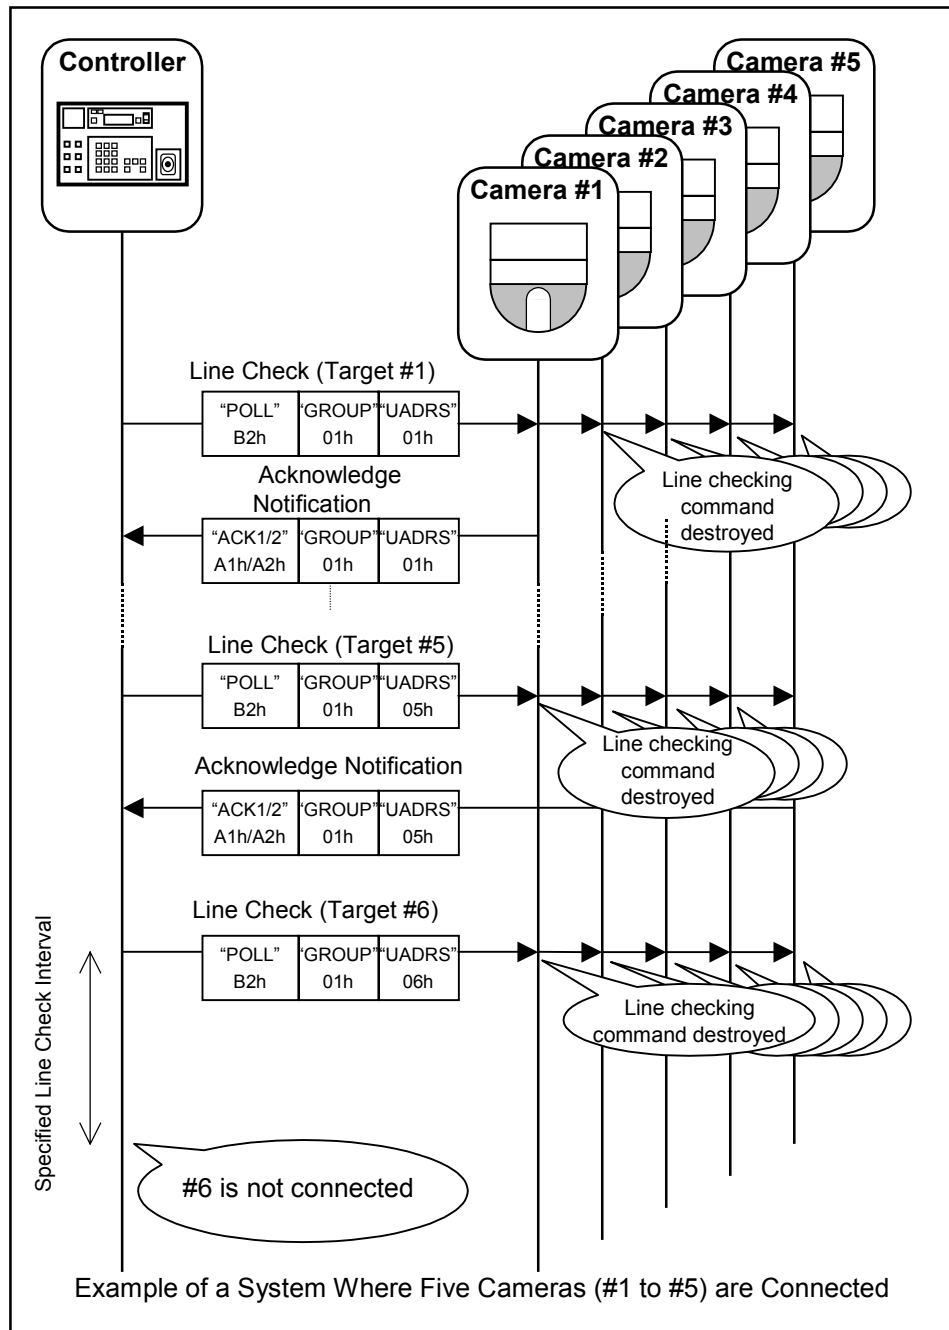 Controller
Camera #5
Camera #4
Camera #3
Camera #2
Camera #1
Line Check (Target #1)
“POLL” ‘GROUP’ “UADRS”
B2h 01h 01h
Line checking
command
destroyed
Acknowledge
Notification
“ACK1/2” ‘GROUP’ “UADRS”
A1h/A2h 01h 01h
Line Check (Target #5)
“POLL” ‘GROUP’ “UADRS”
B2h 01h 05h
Line checking
command
destroyed
Acknowledge Notification
“ACK1/2” ‘GROUP’ “UADRS”
A1h/A2h 01h 05h
Line Check (Target #6)
“POLL” ‘GROUP’ “UADRS”
B2h 01h 06h
Line checking
command destroyed
Specified Line Check Interval
#6 is not connected
Example of a System Where Five Cameras (#1 to #5) are Connected